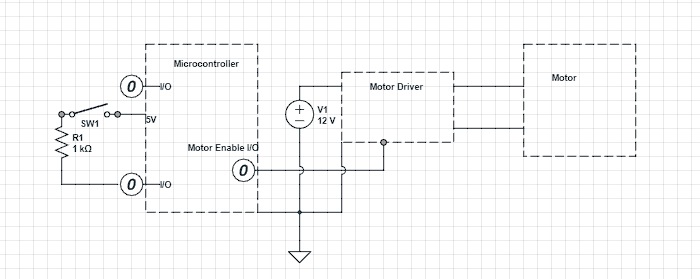 Microcontroller
0
I/O
SW1
5V
R1
1 kΩ
0
I/O
Motor Enable I/O
0
V1
12 V
Motor Driver
Motor